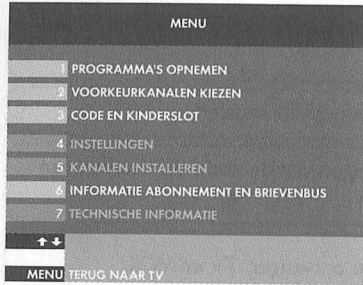 MENU
1 PROGRAMMA'S OPNEMEN
2 VOORKEURKANALEN KIEZEN
3 CODE EN KINDERSLOT
4 INSTELLINGEN
5 KANALEN INSTALLEREN
6 INFORMATIE ABONNEMENT EN BRIEVENBUS
7 TECHNISCHE INFORMATIE
MENU TERUG NAAR TV